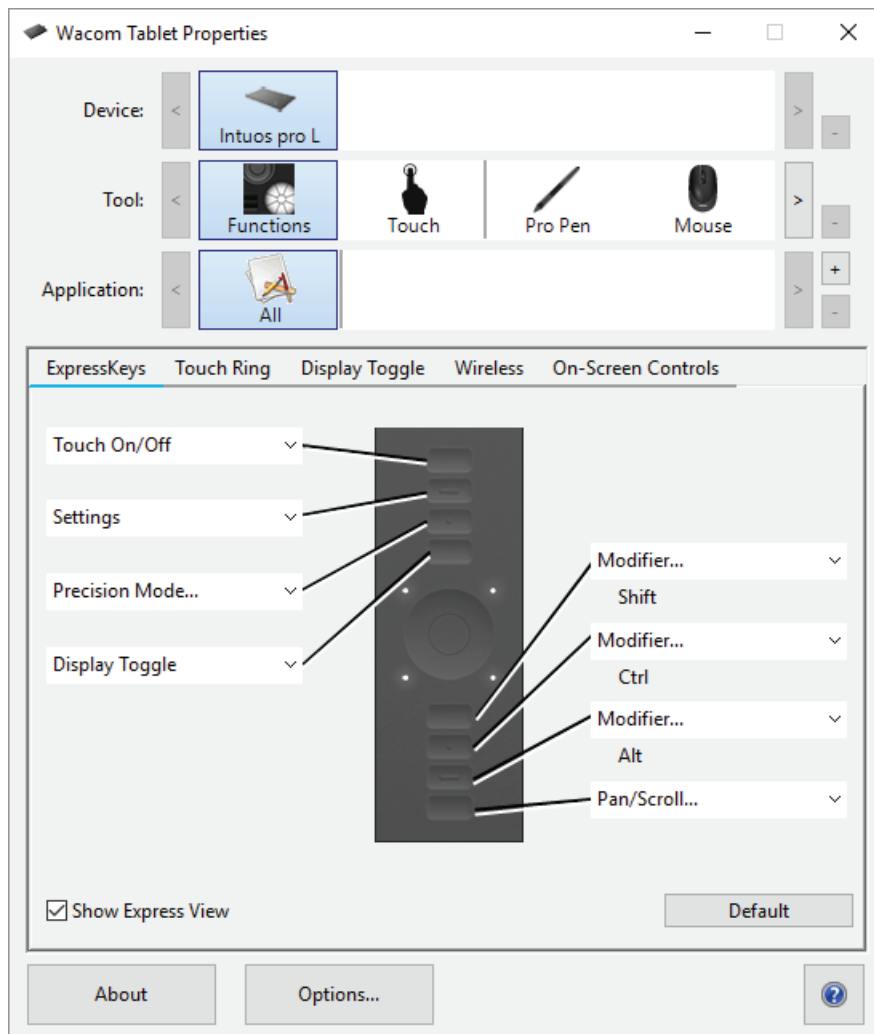 Wacom Tablet Properties
Device:
<
Intuos pro L
>
-
Tool:
<
Functions
Touch
Pro Pen
Mouse
>
-
Application:
<
All
>
+
-
ExpressKeys Touch Ring Display Toggle Wireless On-Screen Controls
Touch On/Off
Settings
Precision Mode...
Display Toggle
Modifier...
Shift
Modifier...
Ctrl
Modifier...
Alt
Pan/Scroll...
Show Express View
Default
About
Options...
?